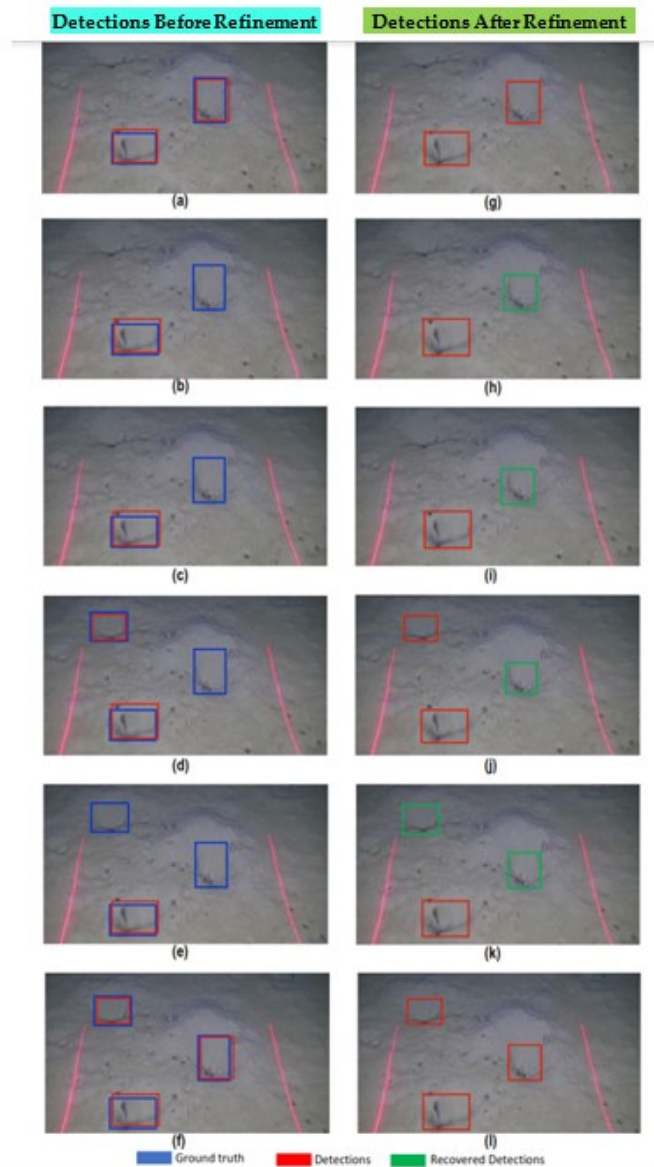 Detections Before Refinement
Detections After Refinement
(a)
(g)
(b)
(h)
(c)
(i)
(d)
(j)
(e)
(k)
(f)
(l)
Ground truth
Detections
Recovered Detections